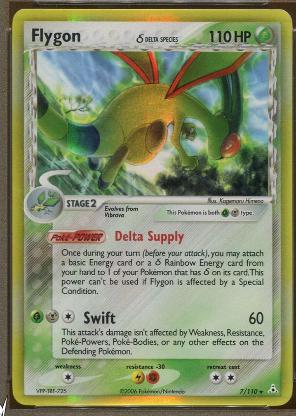 Flygon δ DELTA SPECIES 110 HP
Illus. Kagemaru Himeno
STAGE 2
Evolves from
Vibrava
This Pokémon is both type.
POKé-POWER Delta Supply
Once during your turn (before your attack), you may attach
a basic Energy card or a δ Rainbow Energy card from your
hand to 1 of your Pokémon that has δ on its card. This
power can't be used if Flygon is affected by a
Special Condition.
Swift 60
This attack's damage isn't affected by Weakness, Resistance,
Poké-Powers, Poké-Bodies, or any other effects on the
Defending Pokémon.
weakness resistance -30 retreat cost
©2006 Pokémon/Nintendo 7/110